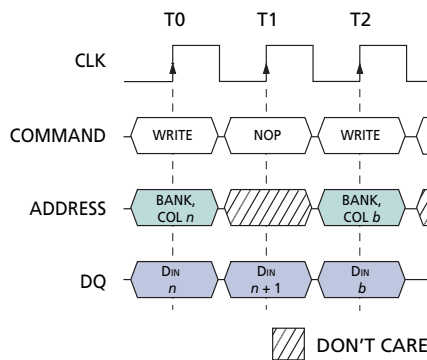 T0 T1 T2
CLK
COMMAND WRITE NOP WRITE
BANK, BANK,
ADDRESS COL n COL b
DIN DIN DIN
DQ n n + 1 b
DON'T CARE